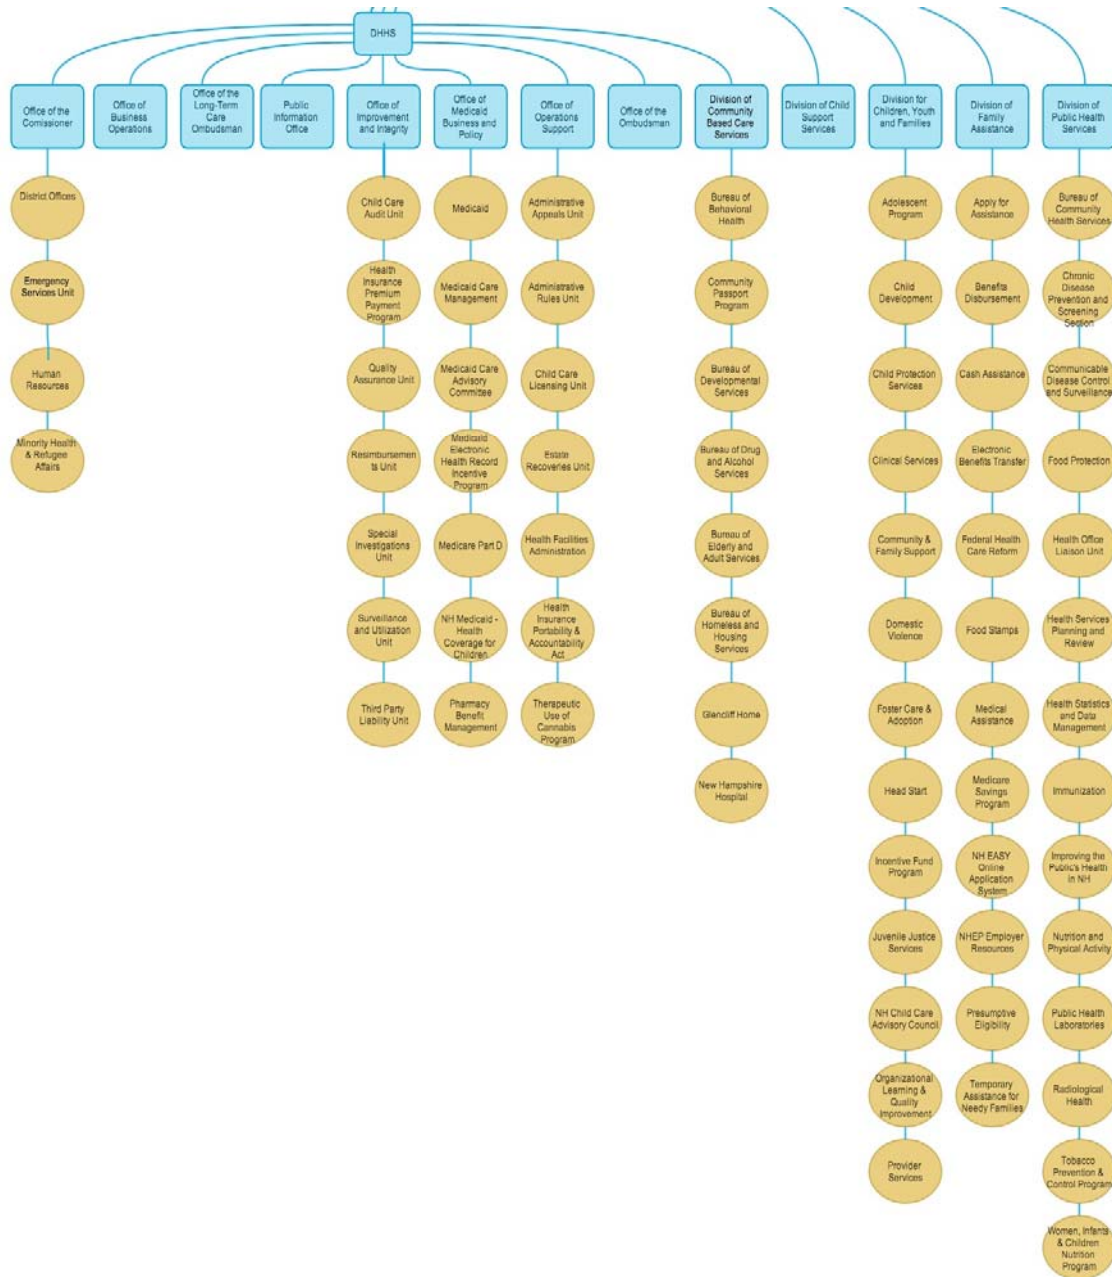 DHHS
Office of the
Comissioner
Office of
Business
Operations
Office of the
Long-Term
Care
Ombudsman
Public
Information
Office
Office of
Improvement
and Integrity
Office of
Medicaid
Business and
Policy
Office of
Operations
Support
Office of the
Ombudsman
Division of
Community
Based Care
Services
Division of Child
Support
Services
Division for
Children, Youth
and Families
Division of
Family
Assistance
Division of
Public Health
Services
District Offices
Emergency
Services Unit
Human
Resources
Minority Health
& Refugee
Affairs
Child Care
Audit Unit
Health
Insurance
Premium
Payment
Program
Quality
Assurance Unit
Resimbursemen
ts Unit
Special
Investigations
Unit
Surveillance
and Utilization
Unit
Third Party
Liability Unit
Medicaid
Medicaid Care
Management
Medicaid Care
Advisory
Committee
Medicaid
Electronic
Health Record
Incentive
Program
Medicare Part D
NH Medicaid -
Health
Coverage for
Children
Pharmacy
Benefit
Management
Administrative
Appeals Unit
Administrative
Rules Unit
Child Care
Licensing Unit
Estate
Recoveries Unit
Health Facilities
Administration
Health
Insurance
Portability &
Accountability
Act
Therapeutic
Use of
Cannabis
Program
Bureau of
Behavioral
Health
Community
Passport
Program
Bureau of
Developmental
Services
Bureau of Drug
and Alcohol
Services
Bureau of
Elderly and
Adult Services
Bureau of
Homeless and
Housing
Services
Glencliff Home
New Hampshire
Hospital
Adolescent
Program
Child
Development
Child Protection
Services
Clinical Services
Community &
Family Support
Domestic
Violence
Foster Care &
Adoption
Head Start
Incentive Fund
Program
Juvenile Justice
Services
NH Child Care
Advisory Council
Organizational
Learning &
Quality
Improvement
Provider
Services
Apply for
Assistance
Benefits
Disbursement
Cash Assistance
Electronic
Benefits Transfer
Federal Health
Care Reform
Food Stamps
Medical
Assistance
Medicare
Savings
Program
NH EASY
Online
Application
System
NHEP Employer
Resources
Presumptive
Eligibility
Temporary
Assistance for
Needy Families
Bureau of
Community
Health Services
Chronic
Disease
Prevention and
Screening
Section
Communicable
Disease Control
and Surveillance
Food Protection
Health Office
Liaison Unit
Health Services
Planning and
Review
Health Statistics
and Data
Management
Immunization
Improving the
Public's Health
in NH
Nutrition and
Physical Activity
Public Health
Laboratories
Radiological
Health
Tobacco
Prevention &
Control Program
Women, Infants
& Children
Nutrition
Program